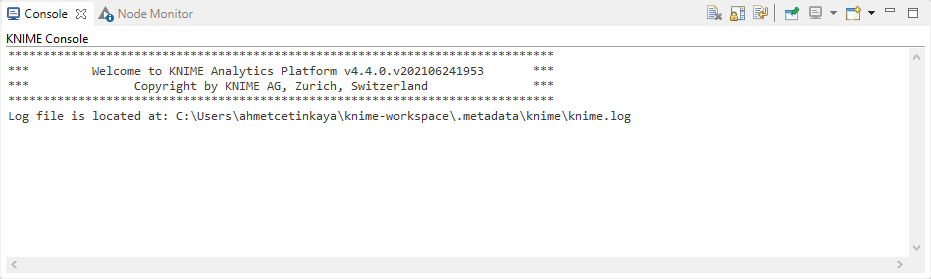 Console Node Monitor
KNIME Console
******************************************************************************
***         Welcome to KNIME Analytics Platform v4.4.0.v202106241953       ***
***               Copyright by KNIME AG, Zurich, Switzerland               ***
******************************************************************************
Log file is located at: C:\Users\ahmetcetinkaya\knime-workspace\.metadata\knime\knime.log